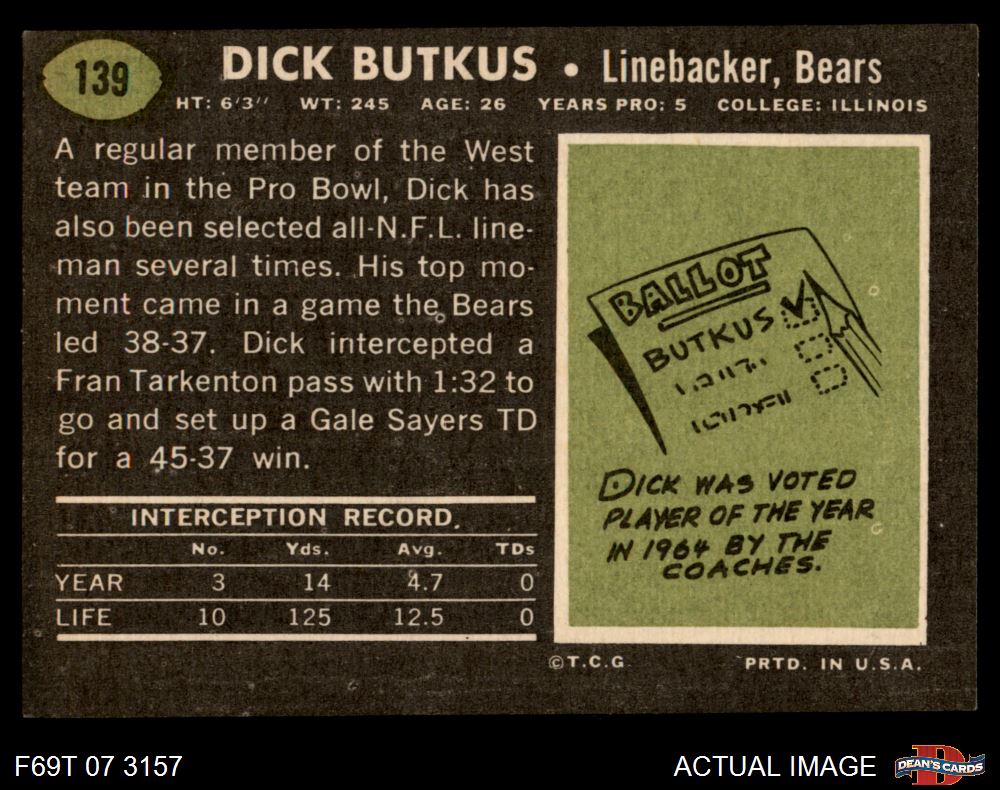 139
DICK BUTKUS • Linebacker, Bears
HT: 6'3" WT: 245 AGE: 26 YEARS PRO: 5 COLLEGE: ILLINOIS
A regular member of the West
team in the Pro Bowl, Dick has
also been selected all-N.F.L. line-
man several times. His top mo-
ment came in a game the Bears
led 38-37. Dick intercepted a
Fran Tarkenton pass with 1:32 to
go and set up a Gale Sayers TD
for a 45-37 win.
INTERCEPTION RECORD.
No. Yds. Avg. TDs
YEAR 3 14 4.7 0
LIFE 10 125 12.5 0
BALLOT
BUTKUS
DICK WAS VOTED
PLAYER OF THE YEAR
IN 1964 BY THE
COACHES.
©T.C.G. PRTD. IN U.S.A.
F69T 07 3157 ACTUAL IMAGE
DEAN'S CARDS